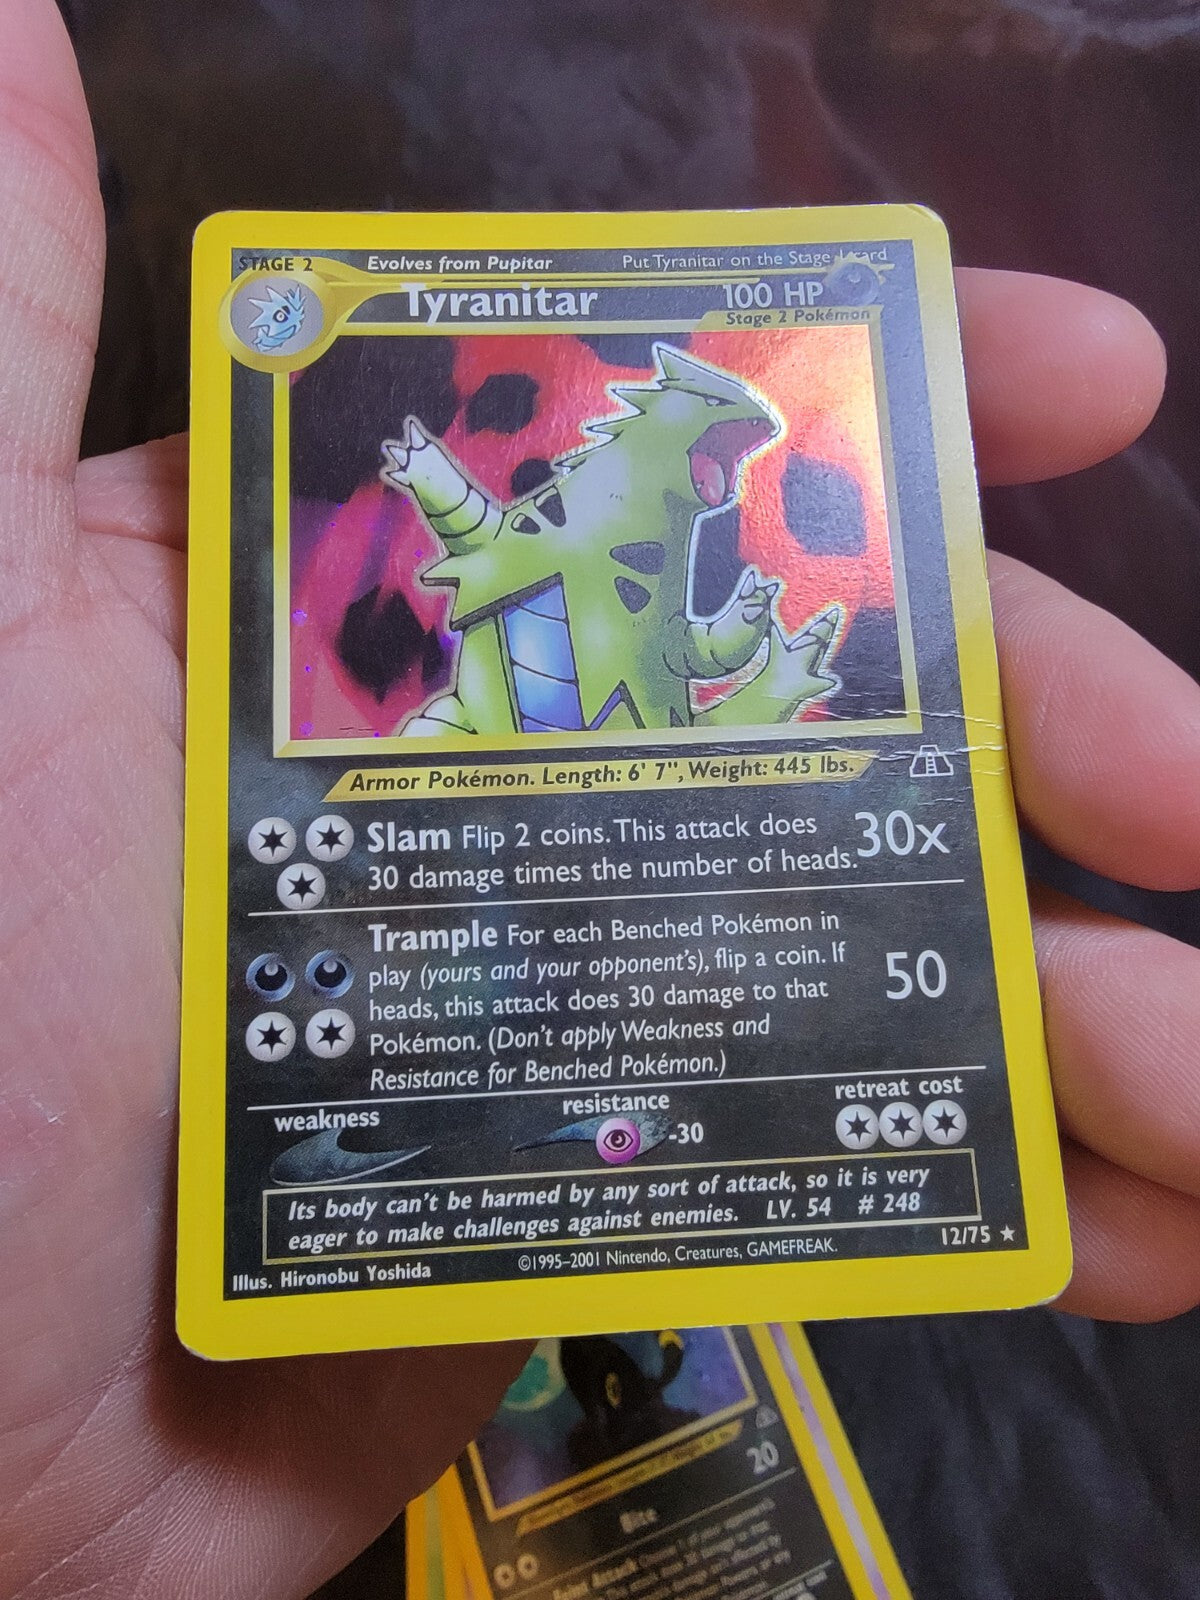 STAGE 2 Evolves from Pupitar Put Tyranitar on the Stage 1 card
Tyranitar 100 HP
Stage 2 Pokémon
Armor Pokémon. Length: 6' 7", Weight: 445 lbs.
Slam Flip 2 coins. This attack does 30x
30 damage times the number of heads.
Trample For each Benched Pokémon in
play (yours and your opponent's), flip a coin. If
heads, this attack does 30 damage to that 50
Pokémon. (Don't apply Weakness and
Resistance for Benched Pokémon.)
weakness resistance retreat cost
-30
Its body can't be harmed by any sort of attack, so it is very
eager to make challenges against enemies. LV. 54 # 248
Illus. Hironobu Yoshida ©1995–2001 Nintendo, Creatures, GAMEFREAK. 12/75 ★
20
Bite